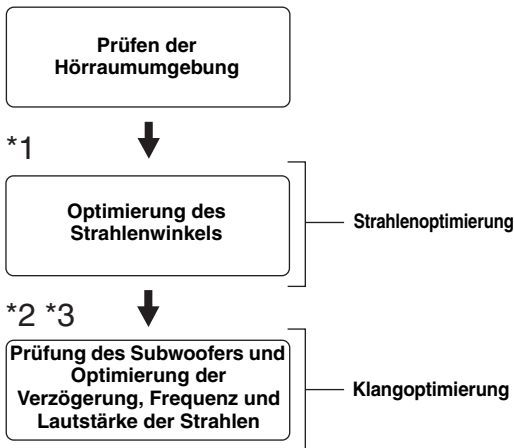 Prüfen der
Hörraumumgebung
*1
Optimierung des
Strahlenwinkels
Strahlenoptimierung
*2 *3
Prüfung des Subwoofers und
Optimierung der
Verzögerung, Frequenz und
Lautstärke der Strahlen
Klangoptimierung